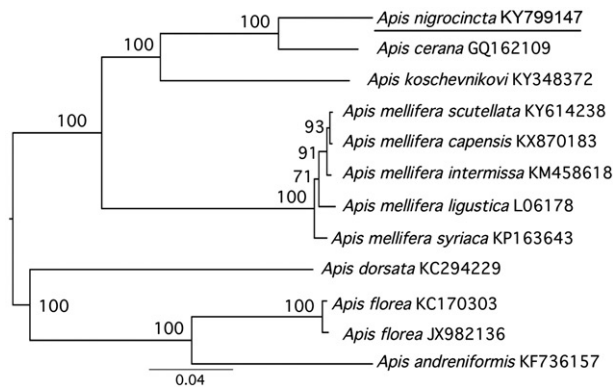 Apis nigrocincta KY799147
100
100
Apis cerana GQ162109
100
Apis koschevnikovi KY348372
Apis mellifera scutellata KY614238
93
100
Apis mellifera capensis KX870183
91
Apis mellifera intermissa KM458618
71
100
Apis mellifera ligustica L06178
Apis mellifera syriaca KP163643
Apis dorsata KC294229
100
100
Apis florea KC170303
100
Apis florea JX982136
Apis andreniformis KF736157
0.04